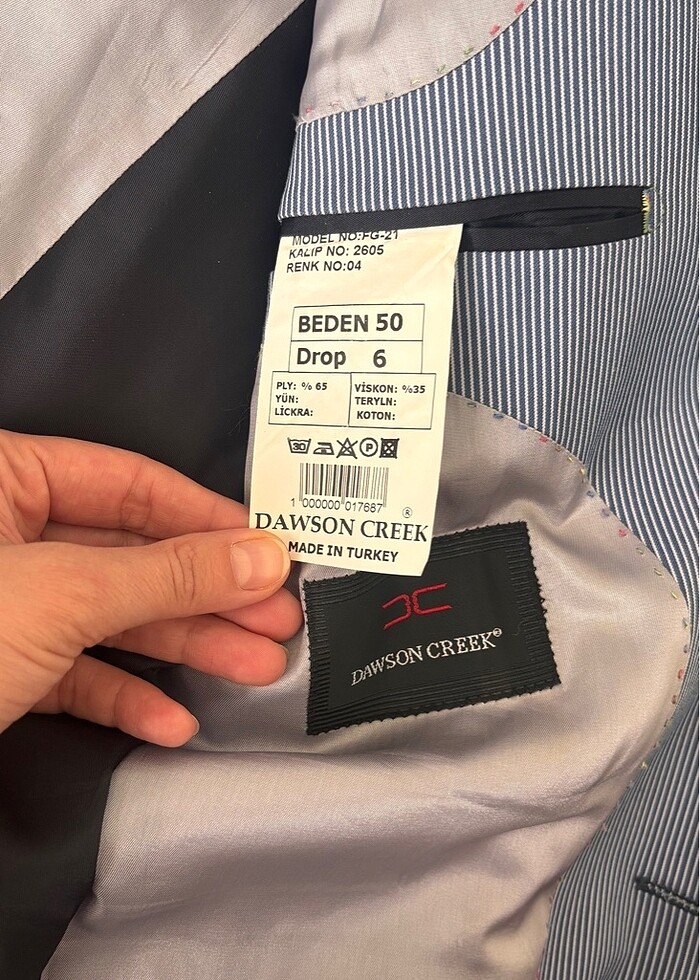 MODEL NO:FG-21
KALIP NO: 2605
RENK NO:04
BEDEN 50
Drop 6
PLY: % 65
YÜN:
LİCKRA:
VİSKON: %35
TERYLN:
KOTON:
30 P
1 000000 017687
®
DAWSON CREEK
MADE IN TURKEY
DAWSON CREEK®